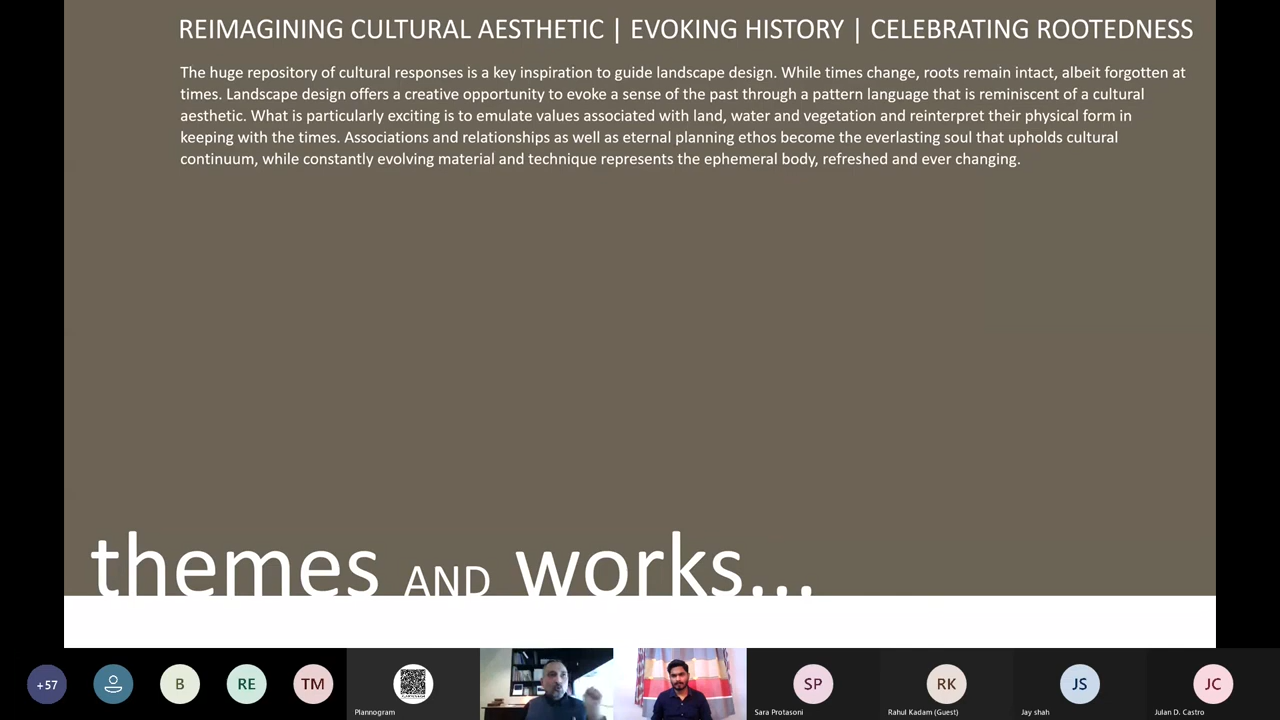 REIMAGINING CULTURAL AESTHETIC | EVOKING HISTORY | CELEBRATING ROOTEDNESS
The huge repository of cultural responses is a key inspiration to guide landscape design. While times change, roots remain intact, albeit forgotten at
times. Landscape design offers a creative opportunity to evoke a sense of the past through a pattern language that is reminiscent of a cultural
aesthetic. What is particularly exciting is to emulate values associated with land, water and vegetation and reinterpret their physical form in
keeping with the times. Associations and relationships as well as eternal planning ethos become the everlasting soul that upholds cultural
continuum, while constantly evolving material and technique represents the ephemeral body, refreshed and ever changing.
themes AND works...
+57
B
RE
TM
SP
RK
JS
JC
Plannogram
Sara Protasoni
Rahul Kadam (Guest)
Jay shah
Julan D. Castro